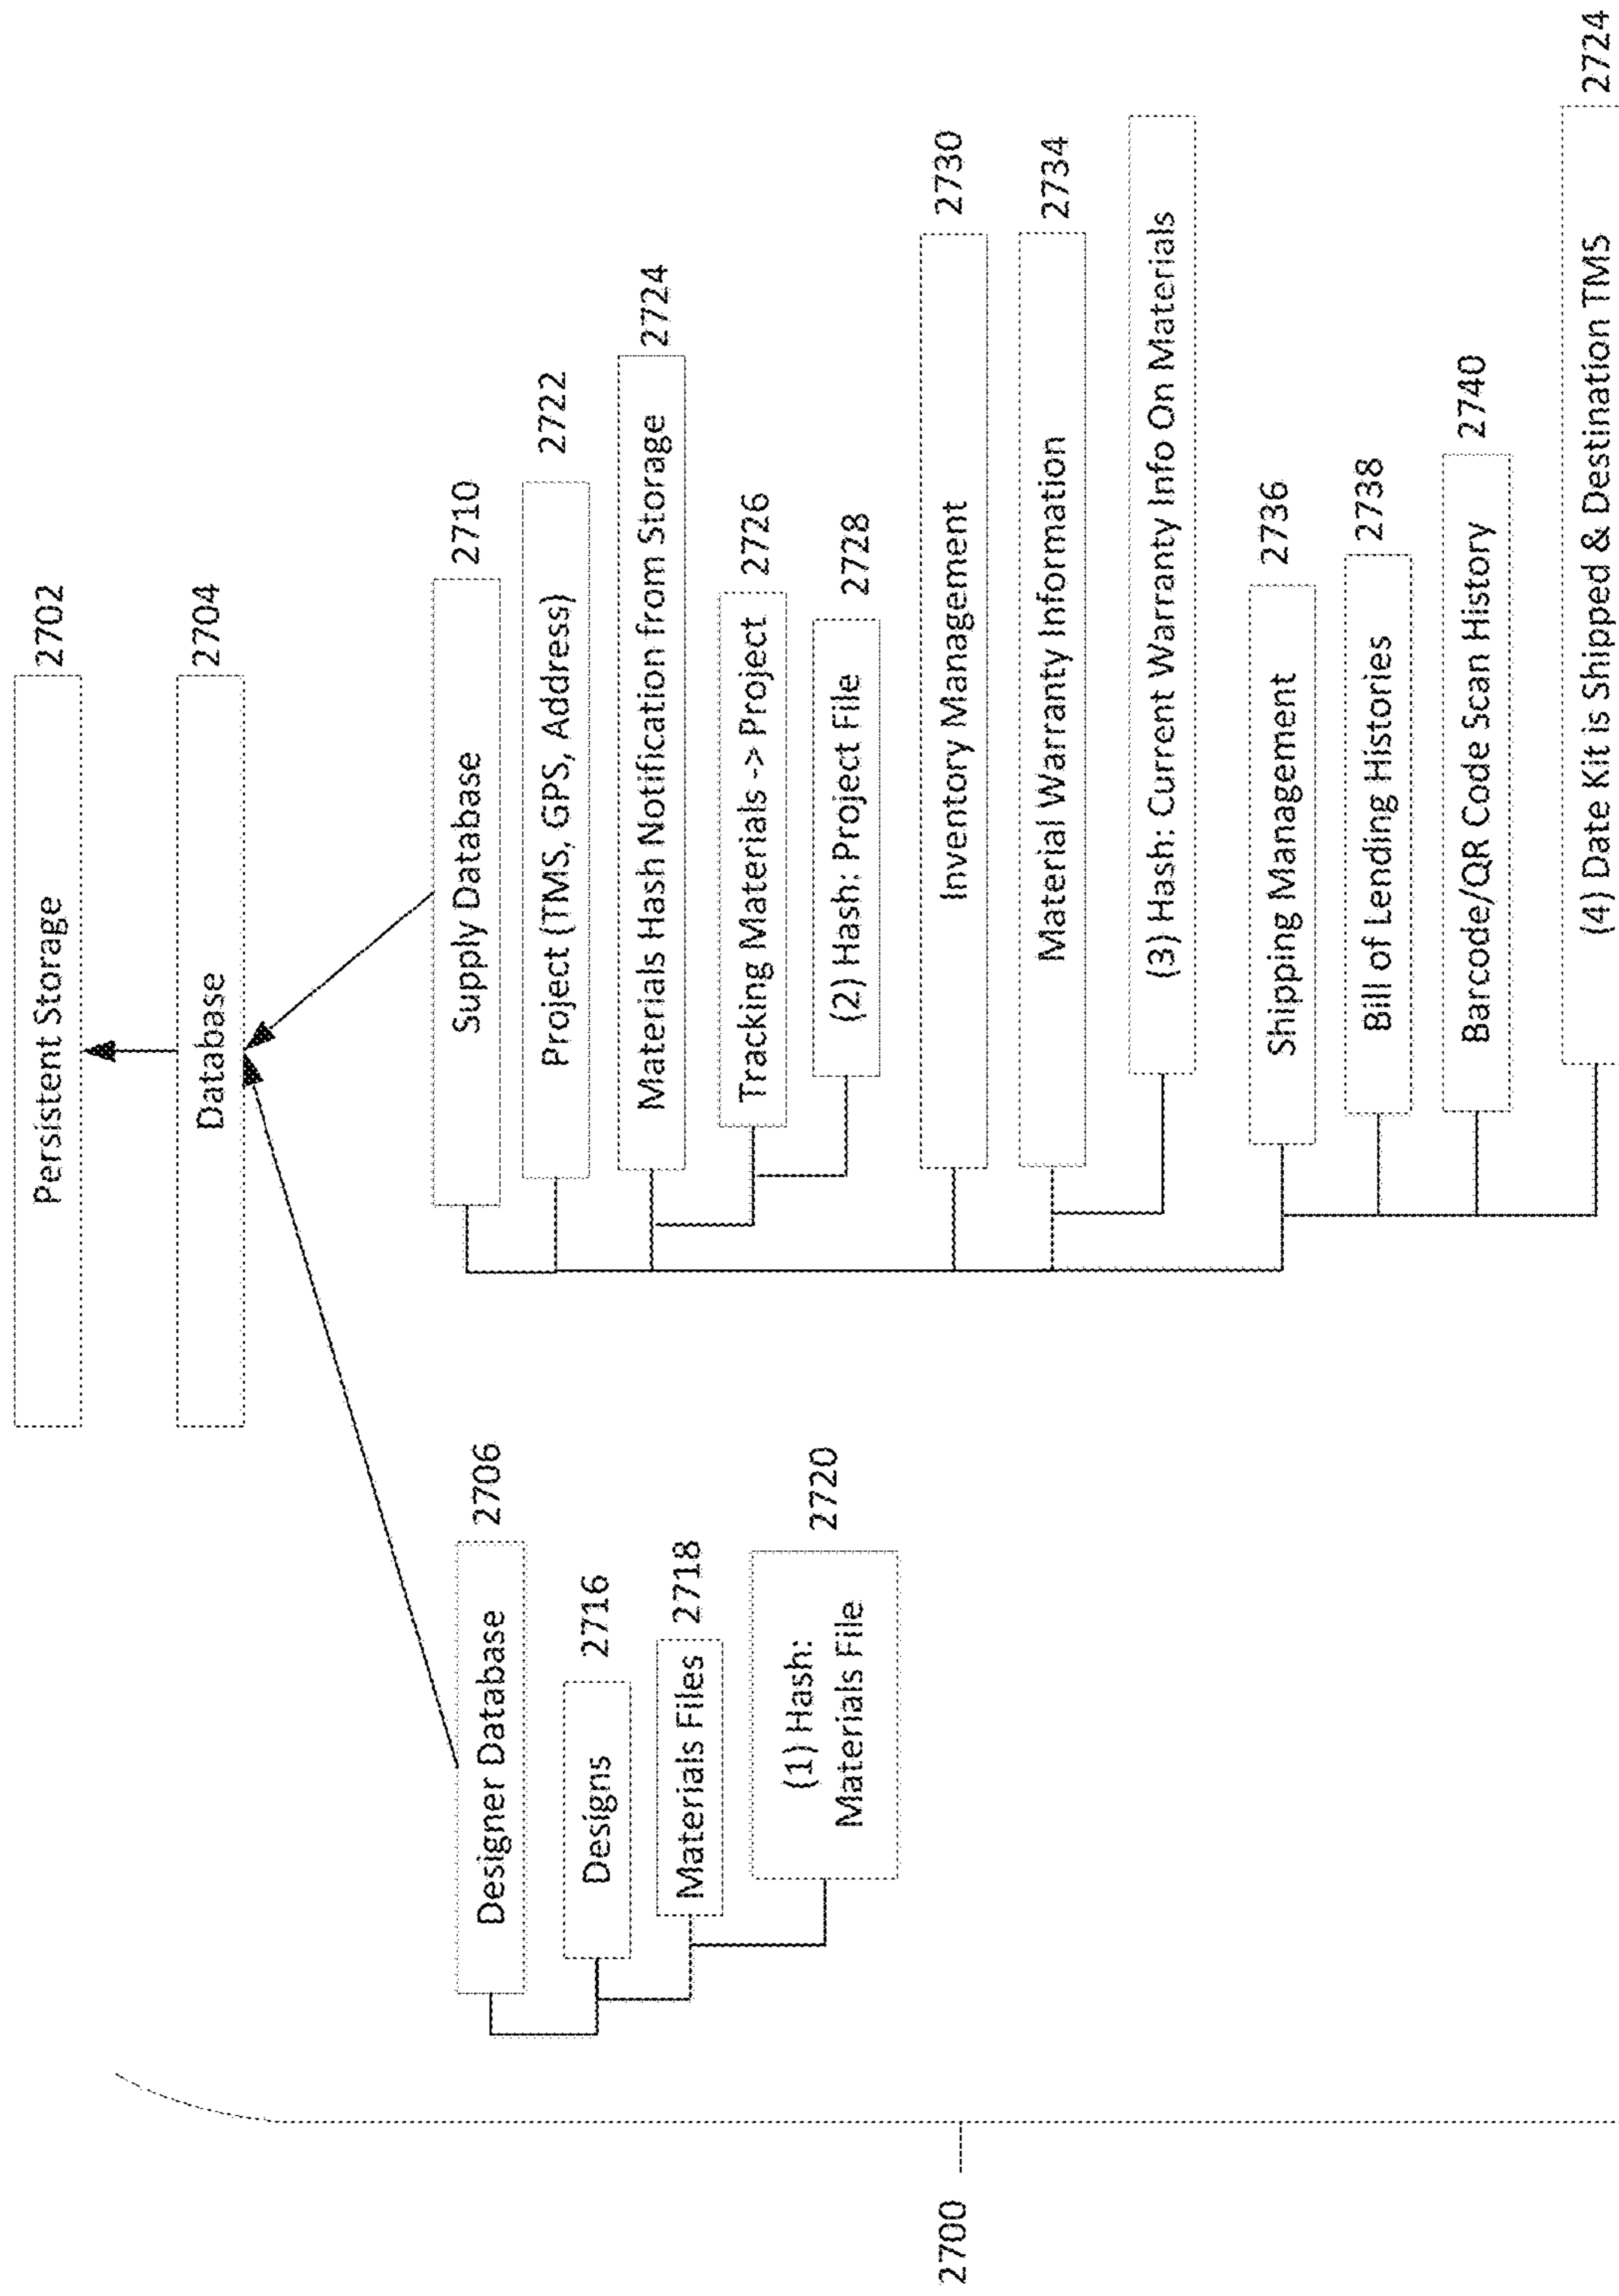 Persistent Storage
2702
Database
2704
Designer Database
2706
Designs
2716
Materials Files
2718
(1) Hash:
Materials File
2720
Supply Database
2710
Project (TMS, GPS, Address)
2722
Materials Hash Notification from Storage
2724
Tracking Materials -> Project
2726
(2) Hash: Project File
2728
Inventory Management
2730
Material Warranty Information
2734
(3) Hash: Current Warranty Info On Materials
Shipping Management
2736
Bill of Lending Histories
2738
Barcode/QR Code Scan History
2740
(4) Date Kit is Shipped & Destination TMS
2724
2700